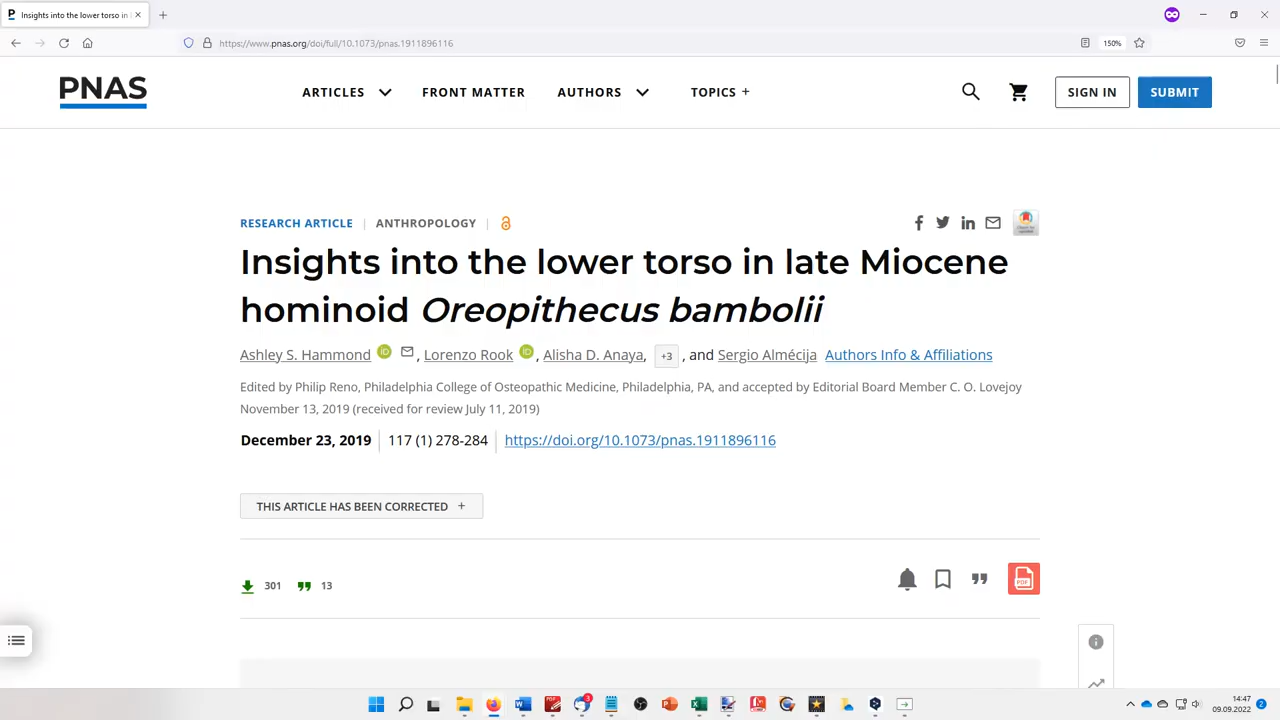 Insights into the lower torso in
https://www.pnas.org/doi/full/10.1073/pnas.1911896116
150%
PNAS
ARTICLES
FRONT MATTER
AUTHORS
TOPICS +
SIGN IN
SUBMIT
RESEARCH ARTICLE | ANTHROPOLOGY |
Insights into the lower torso in late Miocene
hominoid Oreopithecus bambolii
Ashley S. Hammond , Lorenzo Rook , Alisha D. Anaya, +3 , and Sergio Almécija Authors Info & Affiliations
Edited by Philip Reno, Philadelphia College of Osteopathic Medicine, Philadelphia, PA, and accepted by Editorial Board Member C. O. Lovejoy
November 13, 2019 (received for review July 11, 2019)
December 23, 2019 | 117 (1) 278-284 | https://doi.org/10.1073/pnas.1911896116
THIS ARTICLE HAS BEEN CORRECTED +
301 13
PDF
14:47
09.09.2022